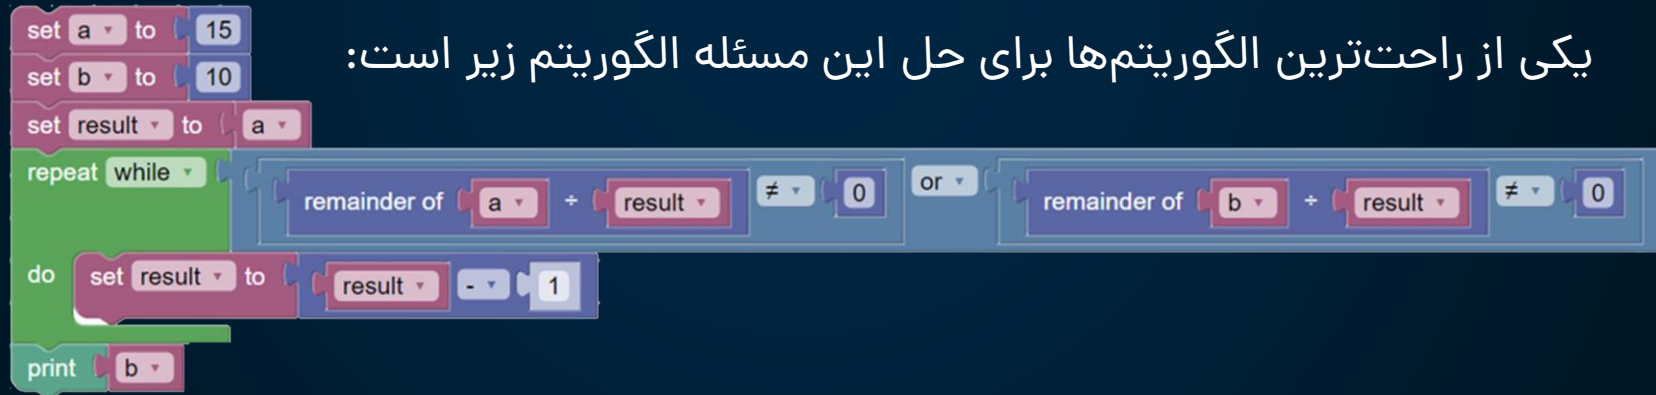 یکی از راحت‌ترین الگوریتم‌ها برای حل این مسئله الگوریتم زیر است:
set a to 15
set b to 10
set result to a
repeat while remainder of a ÷ result ≠ 0 or remainder of b ÷ result ≠ 0
do set result to result - 1
print b